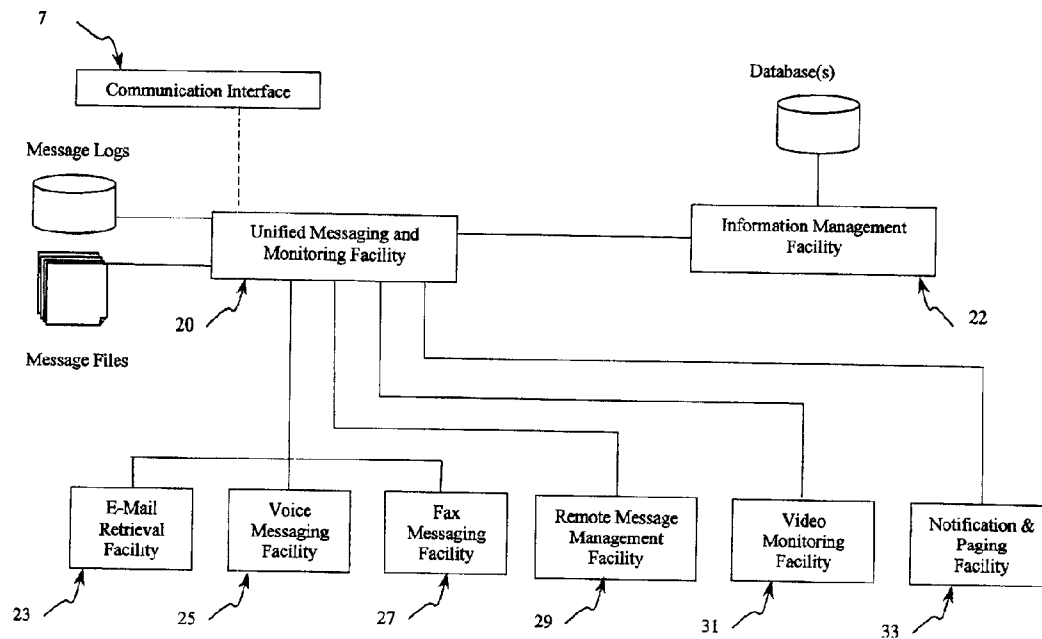 7
Communication Interface
Database(s)
Message Logs
Unified Messaging and
Monitoring Facility
Information Management
Facility
20
22
Message Files
E-Mail
Retrieval
Facility
Voice
Messaging
Facility
Fax
Messaging
Facility
Remote Message
Management
Facility
Video
Monitoring
Facility
Notification &
Paging
Facility
23
25
27
29
31
33